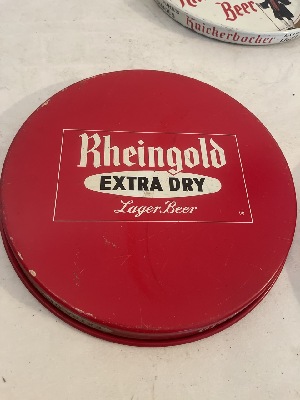 Beer
Knickerbocker
Rheingold
EXTRA DRY
Lager Beer